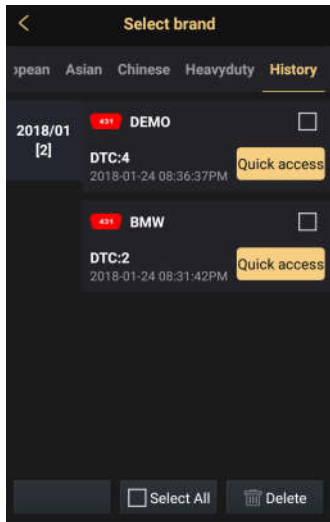 Select brand
opean Asian Chinese Heavyduty History
2018/01
[2]
431 DEMO
DTC:4
2018-01-24 08:36:37PM
Quick access
431 BMW
DTC:2
2018-01-24 08:31:42PM
Quick access
Select All
Delete